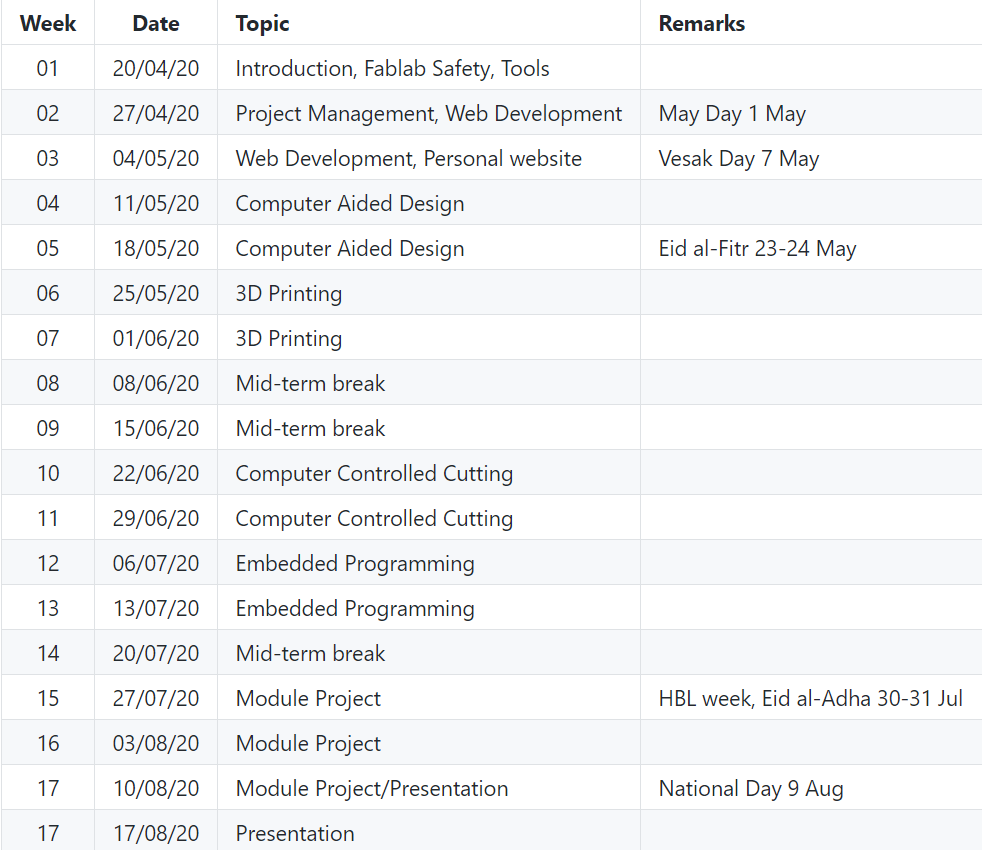 Week Date Topic Remarks
01 20/04/20 Introduction, Fablab Safety, Tools
02 27/04/20 Project Management, Web Development May Day 1 May
03 04/05/20 Web Development, Personal website Vesak Day 7 May
04 11/05/20 Computer Aided Design
05 18/05/20 Computer Aided Design Eid al-Fitr 23-24 May
06 25/05/20 3D Printing
07 01/06/20 3D Printing
08 08/06/20 Mid-term break
09 15/06/20 Mid-term break
10 22/06/20 Computer Controlled Cutting
11 29/06/20 Computer Controlled Cutting
12 06/07/20 Embedded Programming
13 13/07/20 Embedded Programming
14 20/07/20 Mid-term break
15 27/07/20 Module Project HBL week, Eid al-Adha 30-31 Jul
16 03/08/20 Module Project
17 10/08/20 Module Project/Presentation National Day 9 Aug
17 17/08/20 Presentation